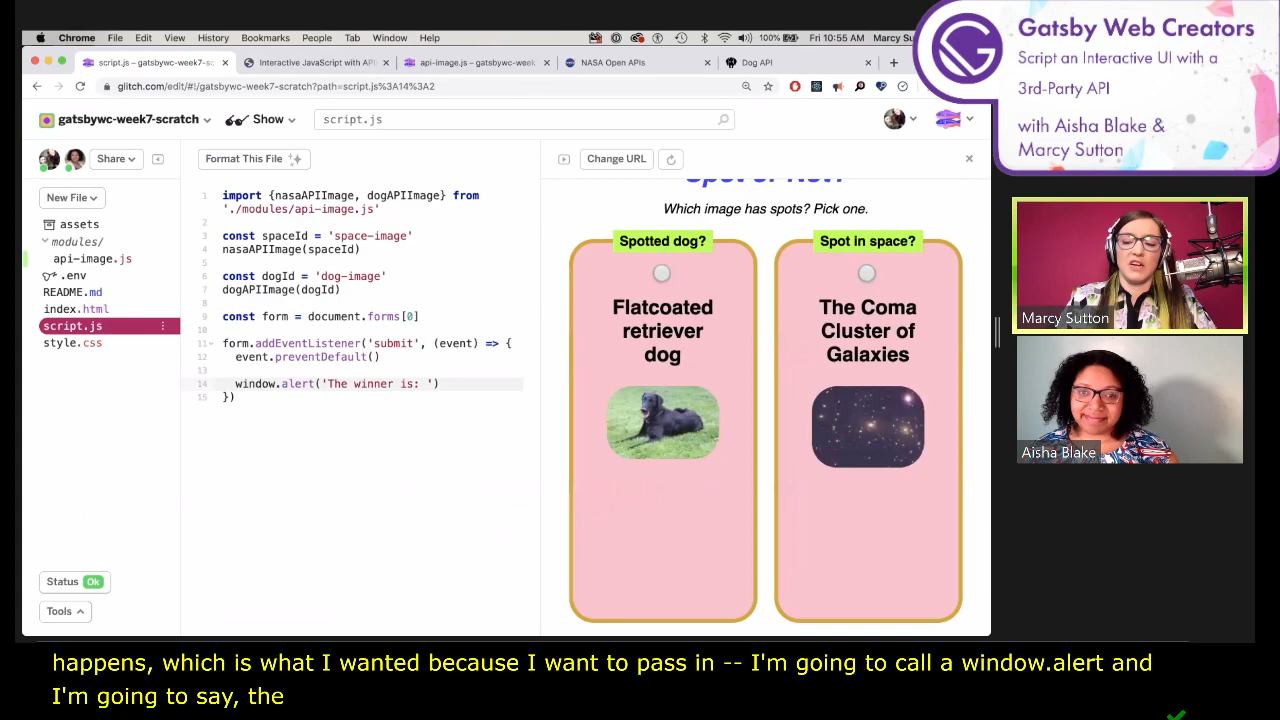 Chrome File Edit View History Bookmarks People Tab Window Help
100% Fri 10:55 AM Marcy Su
script.js – gatsbywc-week7-sc
Interactive JavaScript with API
api-image.js – gatsbywc-week
NASA Open APIs
Dog API
glitch.com/edit/#!/gatsbywc-week7-scratch?path=script.js%3A14%3A2
gatsbywc-week7-scratch
Show
script.js
Share
Format This File
Change URL
New File
assets
modules/
api-image.js
.env
README.md
index.html
script.js
style.css
Status Ok
Tools
1 import {nasaAPIImage, dogAPIImage} from
'./modules/api-image.js'
2
3 const spaceId = 'space-image'
4 nasaAPIImage(spaceId)
5
6 const dogId = 'dog-image'
7 dogAPIImage(dogId)
8
9 const form = document.forms[0]
10
11 form.addEventListener('submit', (event) => {
12 event.preventDefault()
13
14 window.alert('The winner is: ')
15 })
Spot or Not?
Which image has spots? Pick one.
Spotted dog?
Flatcoated
retriever
dog
Spot in space?
The Coma
Cluster of
Galaxies
Gatsby Web Creators
Script an Interactive UI with a
3rd-Party API
with Aisha Blake &
Marcy Sutton
Marcy Sutton
Aisha Blake
happens, which is what I wanted because I want to pass in -- I'm going to call a window.alert and
I'm going to say, the